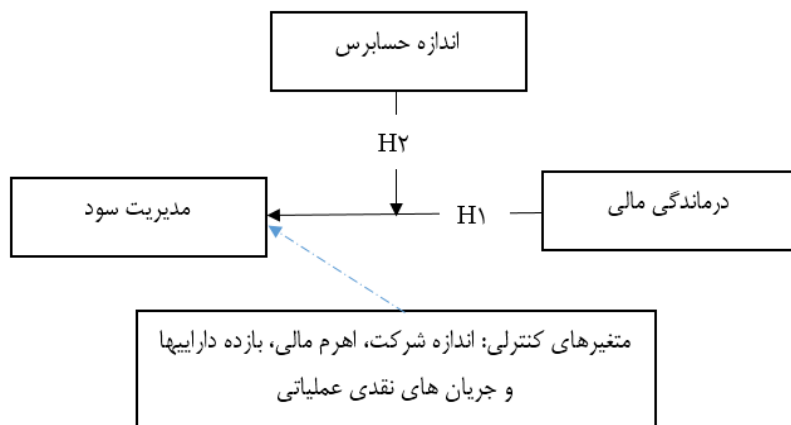 اندازه حسابرس
H۲
درماندگی مالی
H۱
مدیریت سود
متغیرهای کنترلی: اندازه شرکت، اهرم مالی، بازده داراییها
و جریان های نقدی عملیاتی